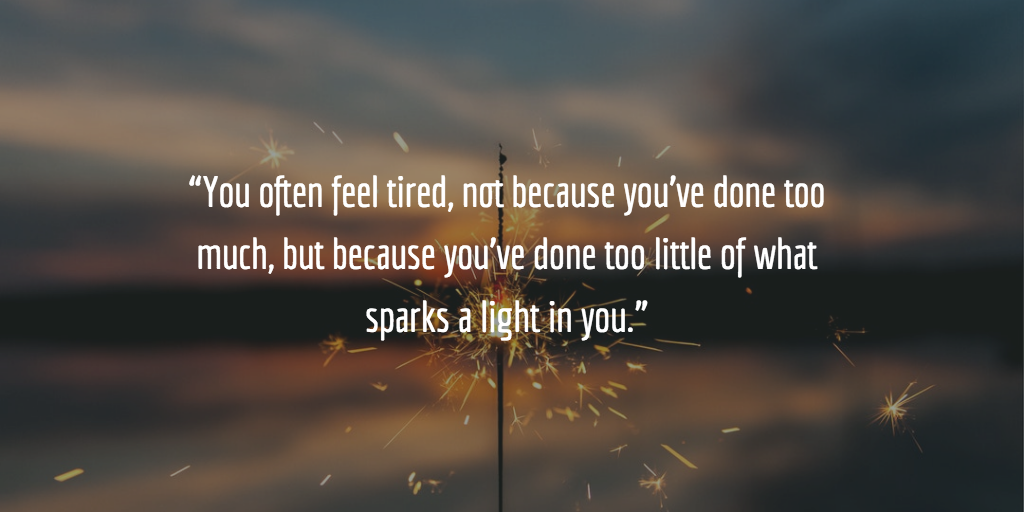 “You often feel tired, not because you’ve done too
much, but because you’ve done too little of what
sparks a light in you.”